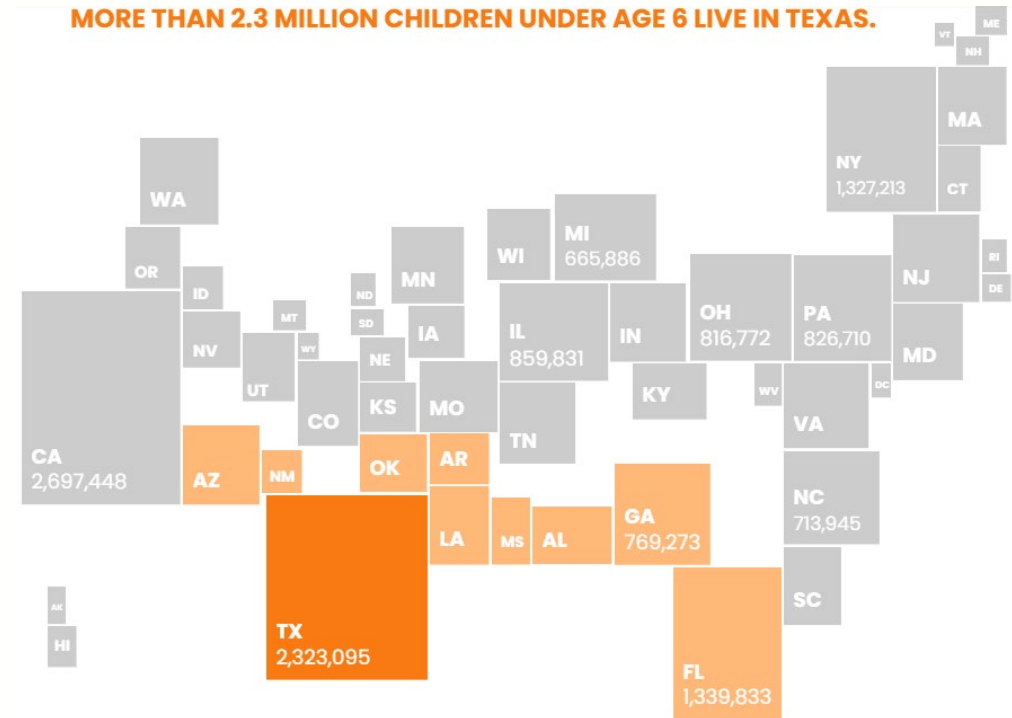 MORE THAN 2.3 MILLION CHILDREN UNDER AGE 6 LIVE IN TEXAS.
ME
VT
NH
MA
NY
1,327,213
CT
WA
MI
665,886
WI
OR
MN
NJ
RI
DE
ID
ND
MT
SD
IA
IL
859,831
IN
OH
816,772
PA
826,710
MD
NV
WY
NE
UT
KS
MO
KY
WV
DC
CO
TN
VA
CA
2,697,448
AZ
NM
OK
AR
NC
713,945
LA
MS
AL
GA
769,273
AK
HI
SC
TX
2,323,095
FL
1,339,833